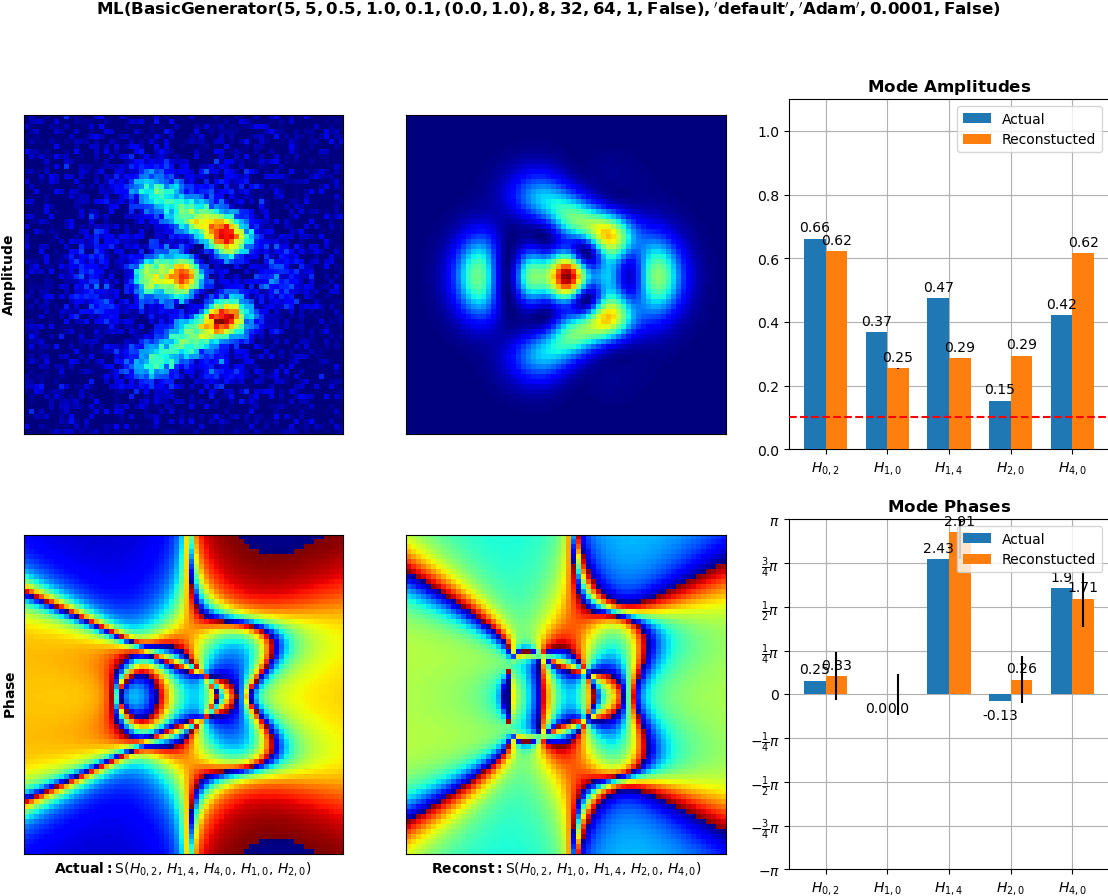 ML(BasicGenerator(5, 5, 0.5, 1.0, 0.1, (0.0, 1.0), 8, 32, 64, 1, False), ′default′, ′Adam′, 0.0001, False)
Amplitude
Mode Amplitudes
Actual
Reconstucted
1.0
0.8
0.6
0.4
0.2
0.0
0.66
0.62
0.37
0.25
0.47
0.29
0.15
0.29
0.42
0.62
H0,2
H1,0
H1,4
H2,0
H4,0
Phase
Actual: S(H0,2, H1,4, H4,0, H1,0, H2,0)
Reconst: S(H0,2, H1,0, H1,4, H2,0, H4,0)
Mode Phases
Actual
Reconstucted
π
3/4π
1/2π
1/4π
0
−1/4π
−1/2π
−3/4π
−π
0.33
0.00
2.43
2.91
-0.13
0.26
1.71
H0,2
H1,0
H1,4
H2,0
H4,0